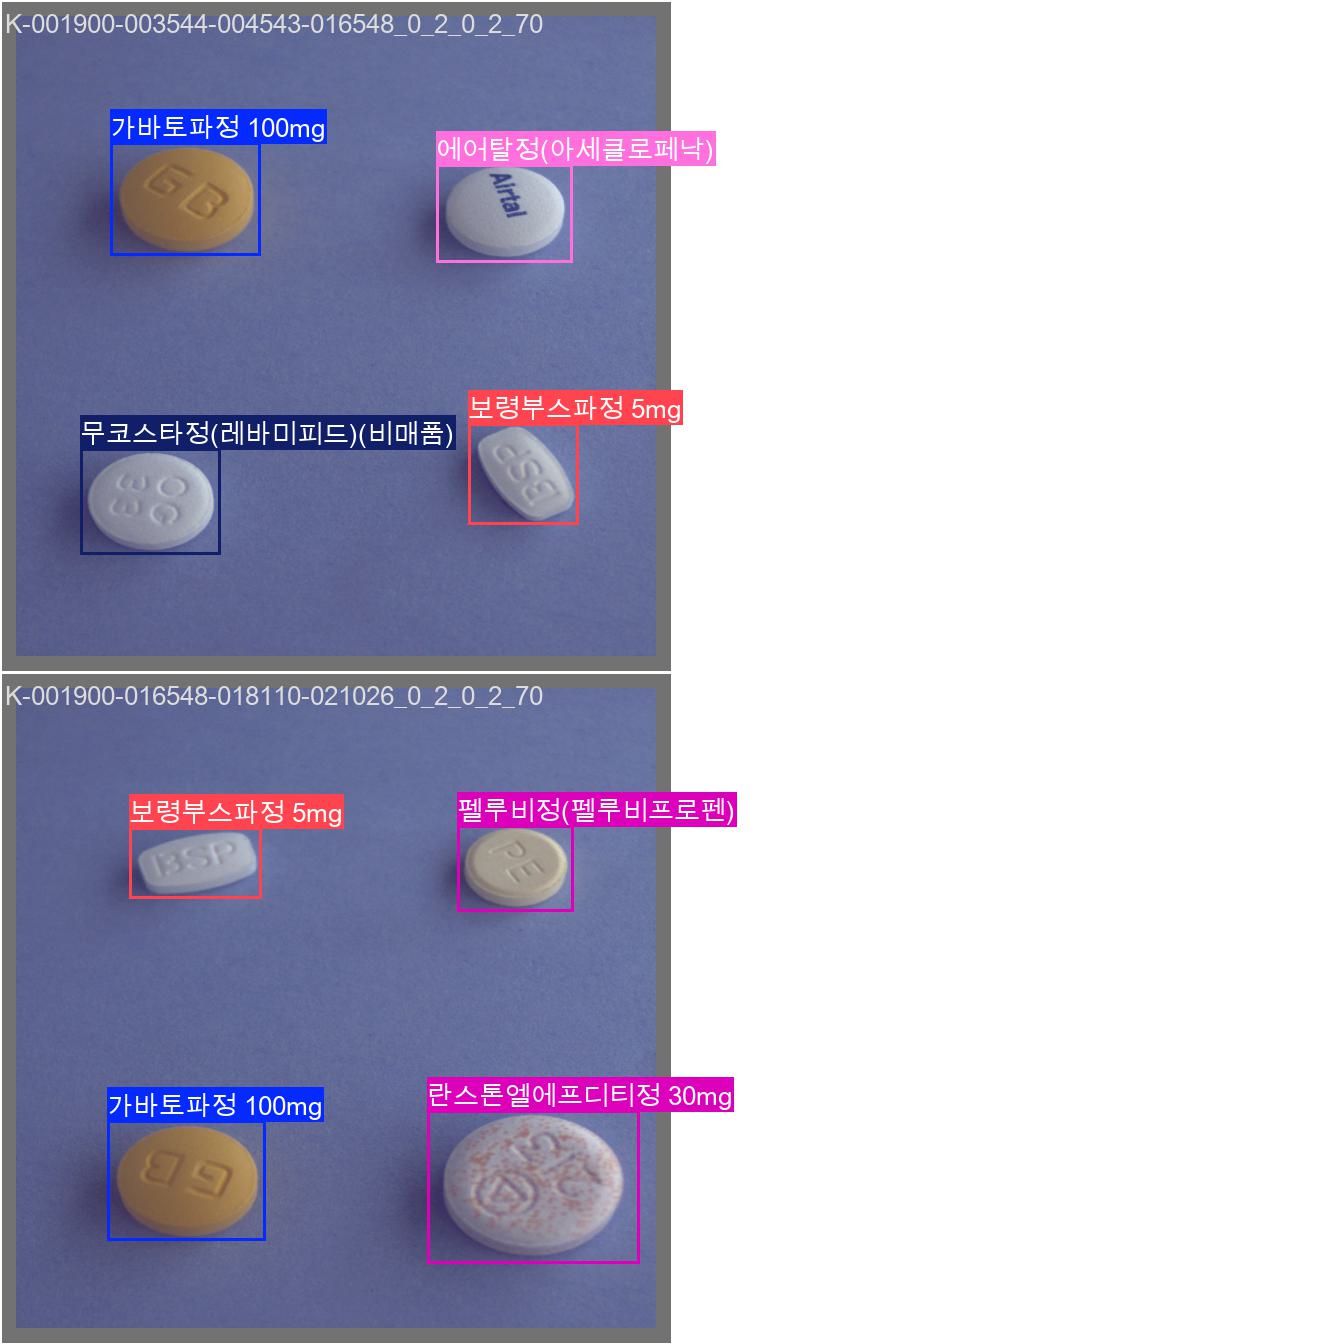 K-001900-003544-004543-016548_0_2_0_2_70
가바토파정 100mg
에어탈정(아세클로페낙)
GB
Airtal
보령부스파정 5mg
무코스타정(레바미피드)(비매품)
BSP
OG
33
K-001900-016548-018110-021026_0_2_0_2_70
보령부스파정 5mg
펠루비정(펠루비프로펜)
BSP
PE
가바토파정 100mg
란스톤엘에프디티정 30mg
GB